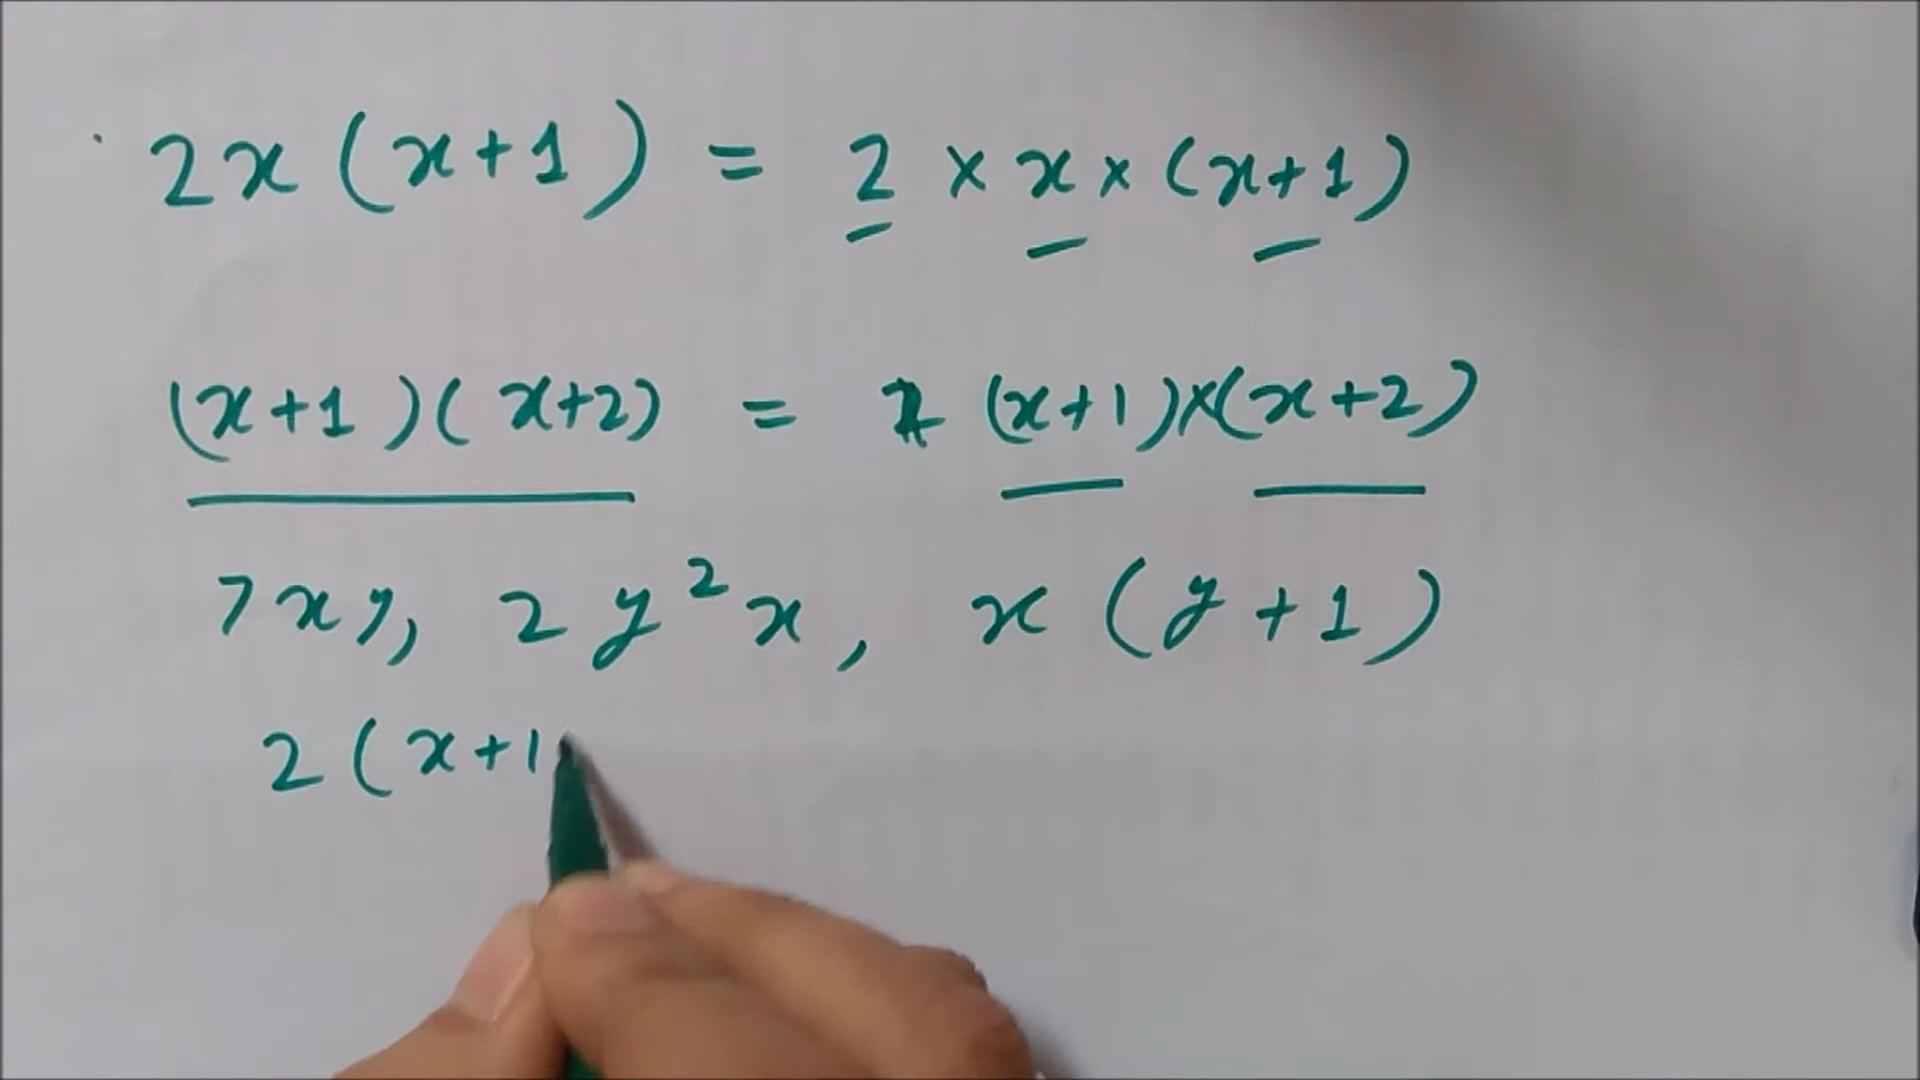 2x (x+1) = 2 × x × (x+1)
(x+1)(x+2) = (x+1)×(x+2)
7xy, 2y²x, x(y+1)
2(x+1